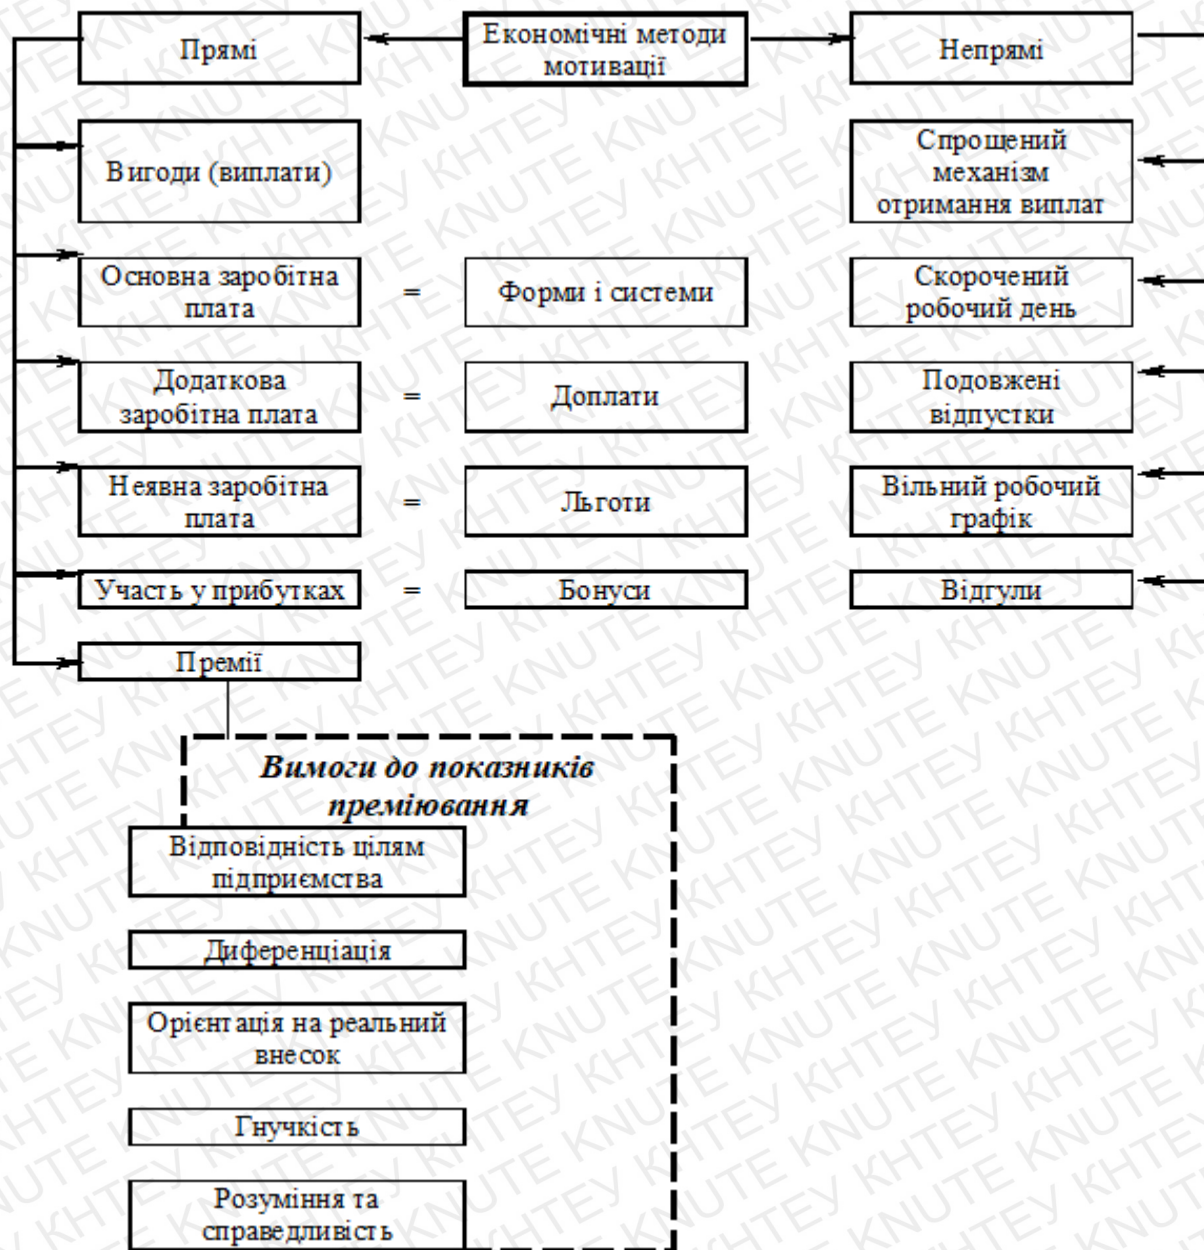 Прямі
Економічні методи
мотивації
Непрямі
Вигоди (виплати)
Спрощений
механізм
отримання виплат
Основна заробітна
плата
=
Форми і системи
Скорочений
робочий день
Додаткова
заробітна плата
=
Доплати
Подовжені
відпустки
Неявна заробітна
плата
=
Льготи
Вільний робочий
графік
Участь у прибутках
=
Бонуси
Відгули
Премії
Вимоги до показників
преміювання
Відповідність цілям
підприємства
Диференціація
Орієнтація на реальний
внесок
Гнучкість
Розуміння та
справедливість